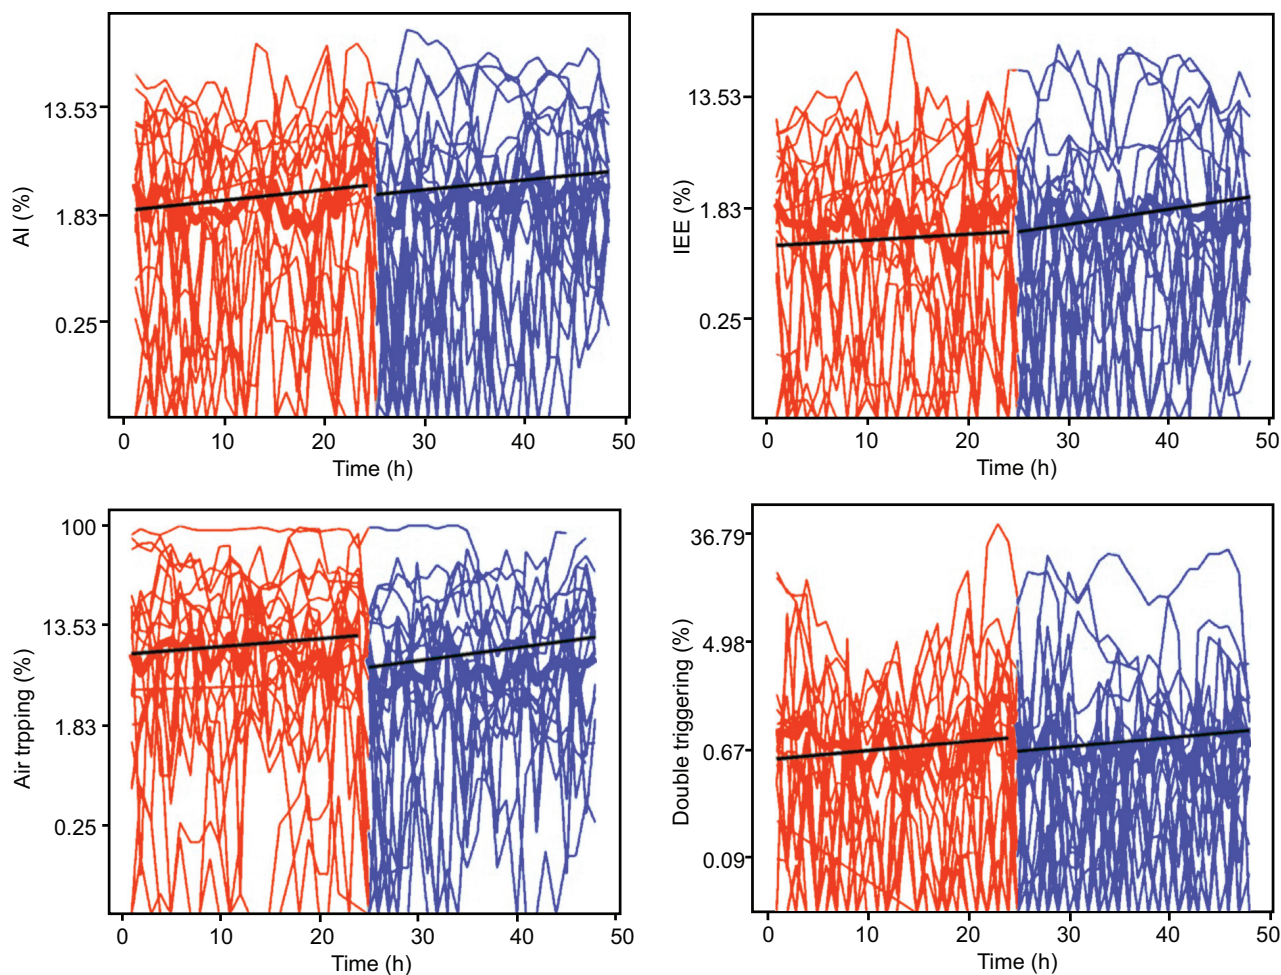 AI (%)
13.53
1.83
0.25
0 10 20 30 40 50
Time (h)
IEE (%)
13.53
1.83
0.25
0 10 20 30 40 50
Time (h)
Air trpping (%)
100
13.53
1.83
0.25
0 10 20 30 40 50
Time (h)
Double triggering (%)
36.79
4.98
0.67
0.09
0 10 20 30 40 50
Time (h)